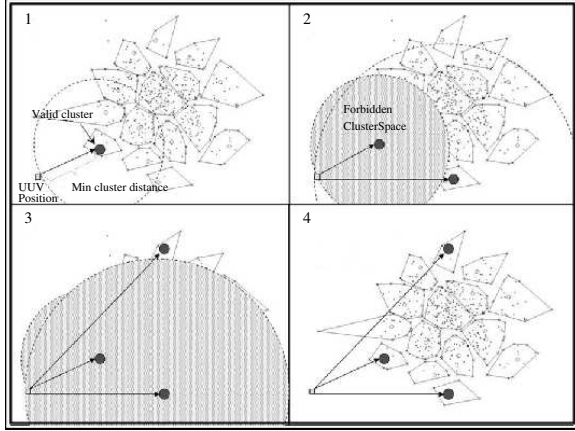 1
Valid cluster
UUV
Position
Min cluster distance
2
Forbidden
ClusterSpace
3
4